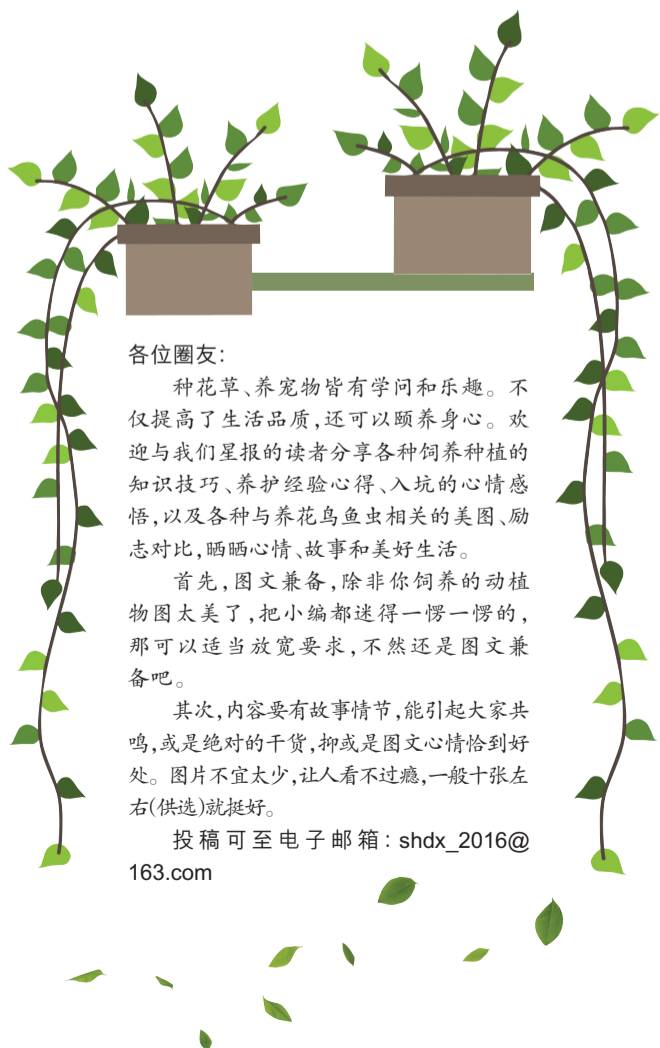 各位圈友：
种花草、养宠物皆有学问和乐趣。不
仅提高了生活品质，还可以颐养身心。欢
迎与我们星报的读者分享各种饲养种植的
知识技巧、养护经验心得、入坑的心情感
悟，以及各种与养花鸟鱼虫相关的美图、励
志对比，晒晒心情、故事和美好生活。
首先，图文兼备，除非你饲养的动植
物图太美了，把小编都迷得一愣一愣的，
那可以适当放宽要求，不然还是图文兼
备吧。
其次，内容要有故事情节，能引起大家共
鸣，或是绝对的干货，抑或是图文心情恰到好
处。图片不宜太少，让人看不过瘾，一般十张左
右(供选)就挺好。
投稿可至电子邮箱：shdx_2016@
163.com